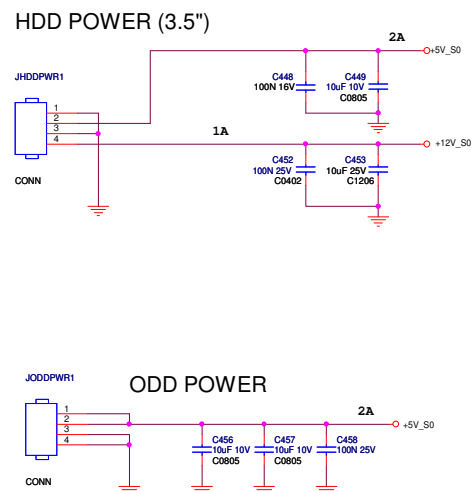 HDD POWER (3.5")
2A
+5V_S0
JHDDPWR1
C448
100N 16V
C449
10uF 10V
C0805
1
2
3
4
1A
+12V_S0
CONN
C452
100N 25V
C0402
C453
10uF 25V
C1206
JODDPWR1
ODD POWER
1
2
3
4
2A
+5V_S0
C456
10uF 10V
C0805
C457
10uF 10V
C0805
C458
100N 25V
CONN